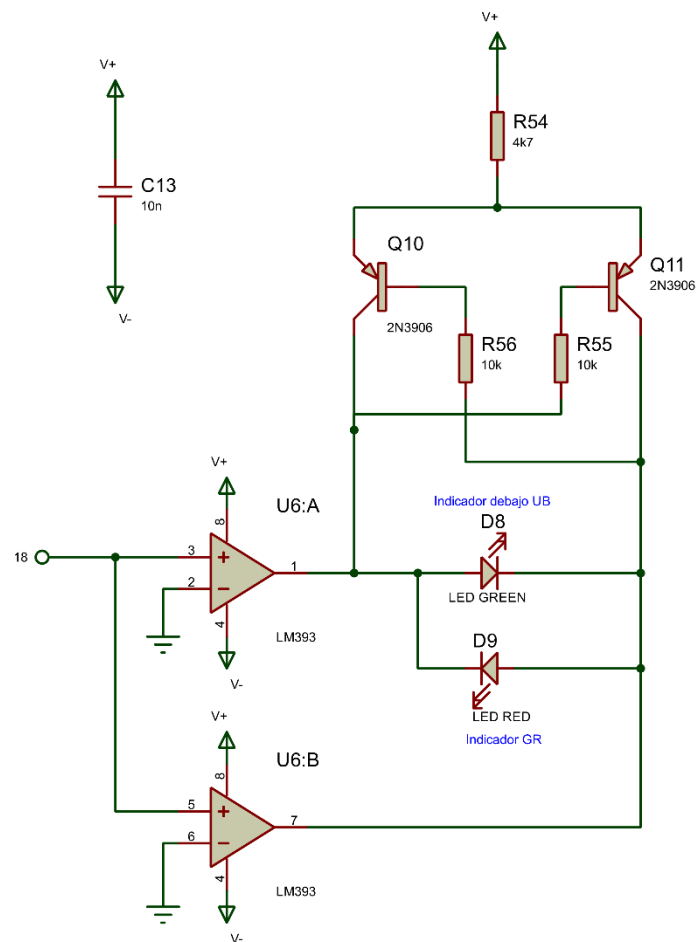 V+
V+
R54
4k7
C13
10n
V-
Q10
2N3906
Q11
2N3906
R56
10k
R55
10k
V+
U6:A
8
18
3
+
2
-
1
4
LM393
V-
Indicador debajo UB
D8
LED GREEN
D9
LED RED
Indicador GR
V+
U6:B
8
5
+
6
-
7
4
LM393
V-